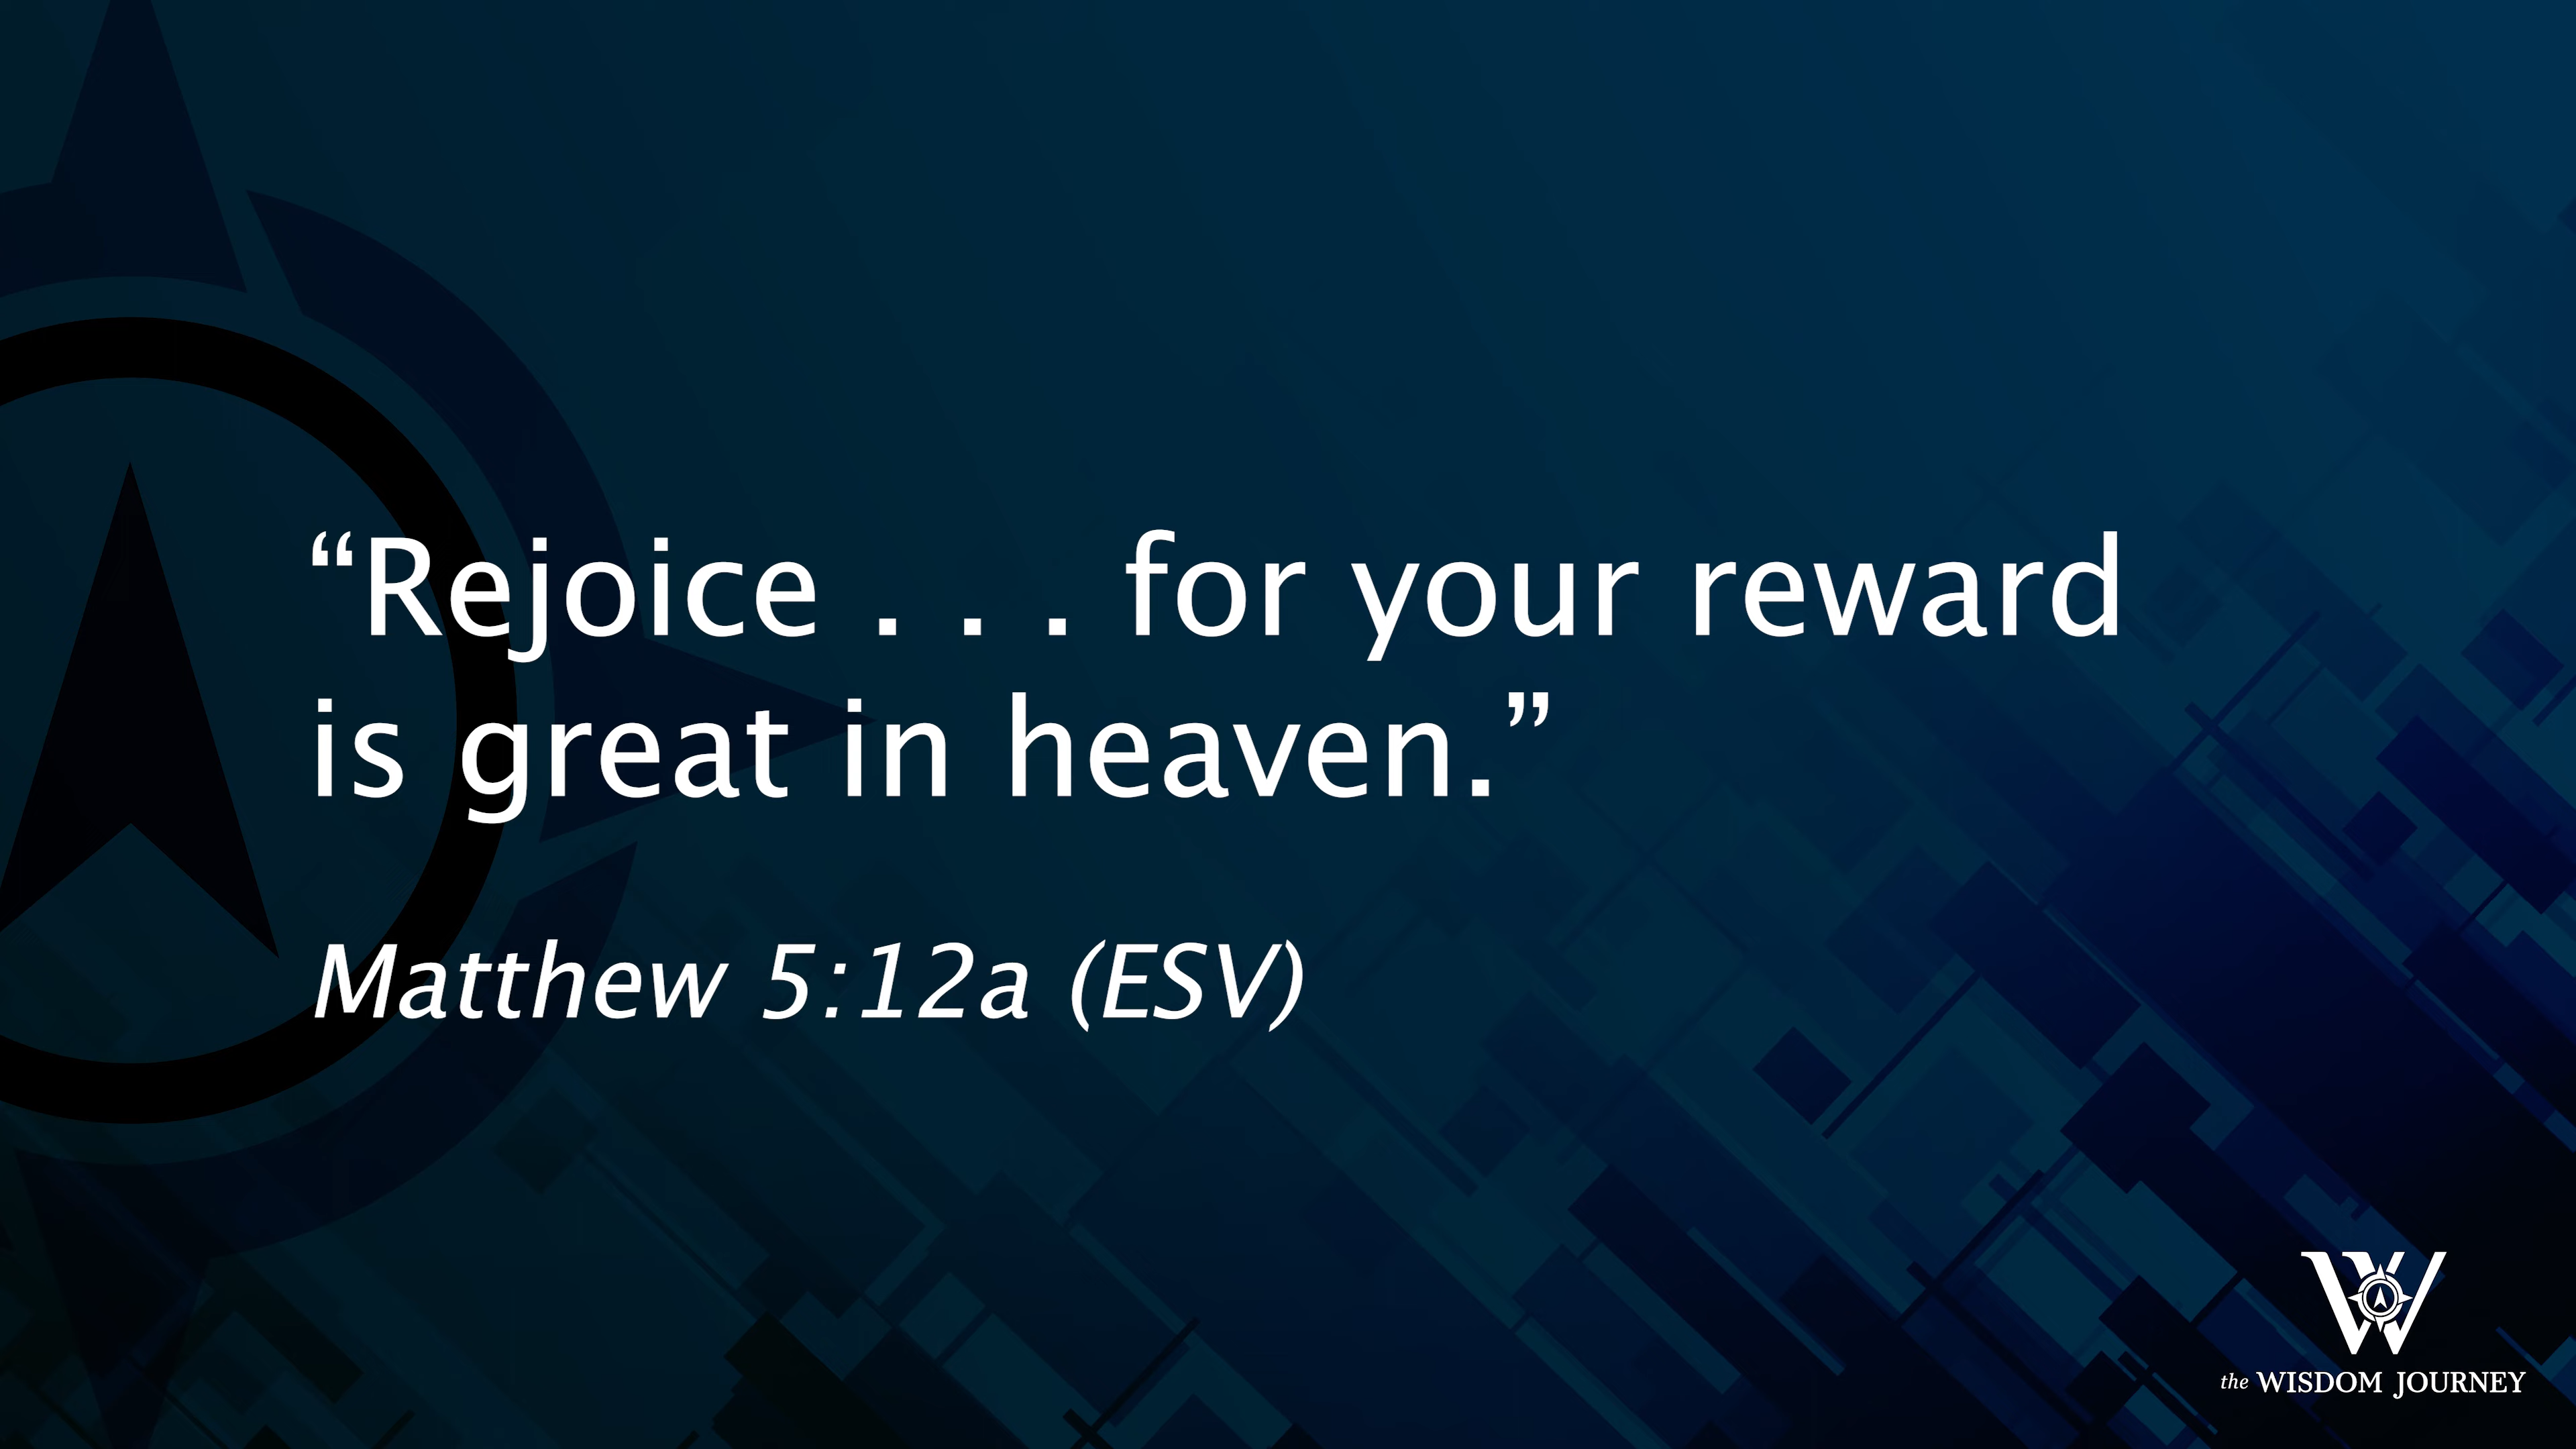 “Rejoice . . . for your reward
is great in heaven.”
Matthew 5:12a (ESV)
W
the WISDOM JOURNEY